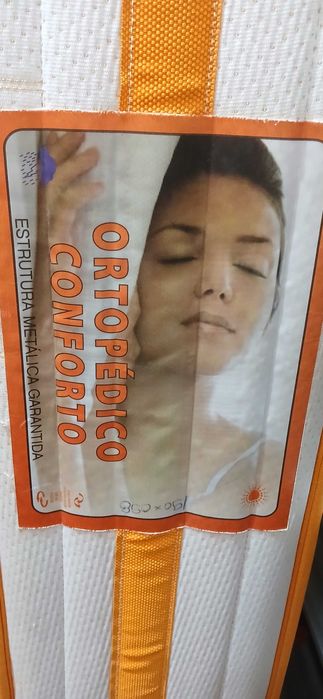 ORTOPÉDICO
CONFORTO
ESTRUTURA METÁLICA GARANTIDA